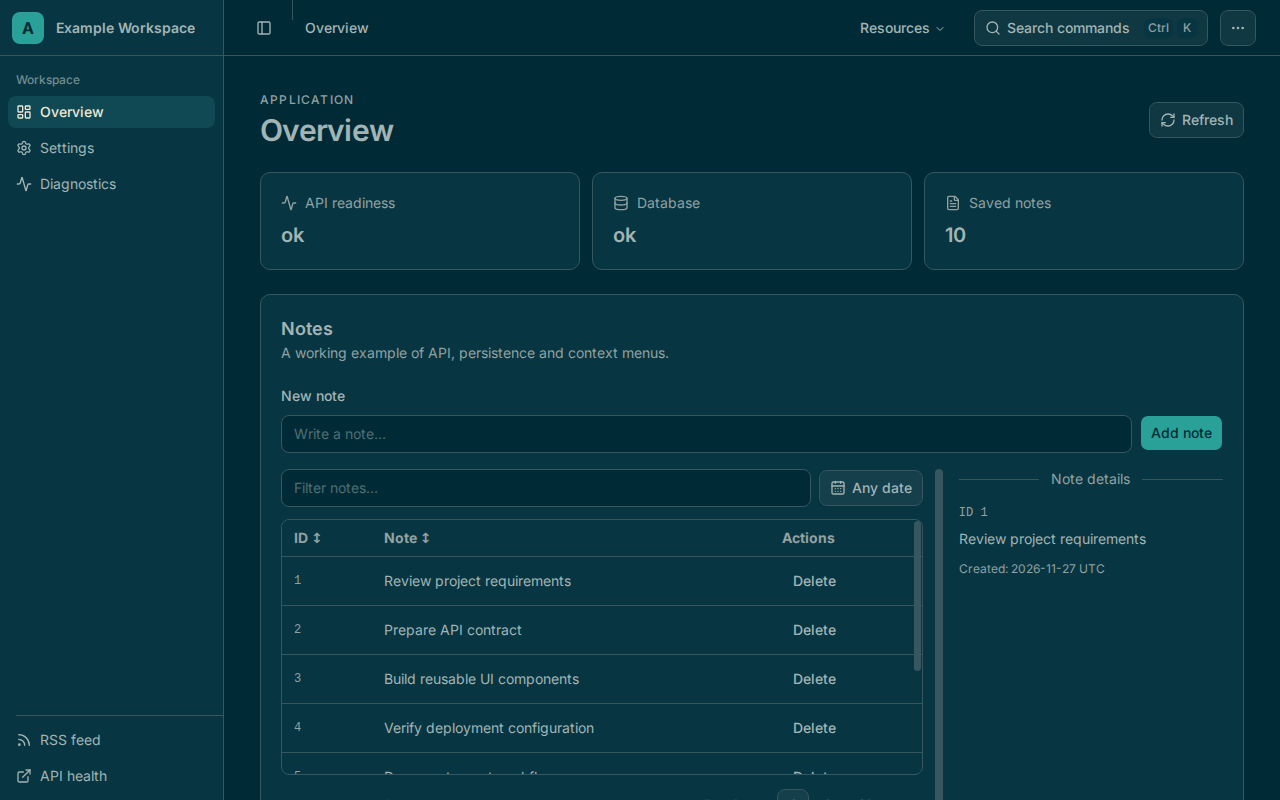 A Example Workspace
Overview
Resources
Search commands Ctrl K
Workspace
Overview
Settings
Diagnostics
RSS feed
API health
APPLICATION
Overview
Refresh
API readiness
ok
Database
ok
Saved notes
10
Notes
A working example of API, persistence and context menus.
New note
Write a note...
Add note
Filter notes...
Any date
ID Note Actions
1 Review project requirements Delete
2 Prepare API contract Delete
3 Build reusable UI components Delete
4 Verify deployment configuration Delete
Note details
ID 1
Review project requirements
Created: 2026-11-27 UTC